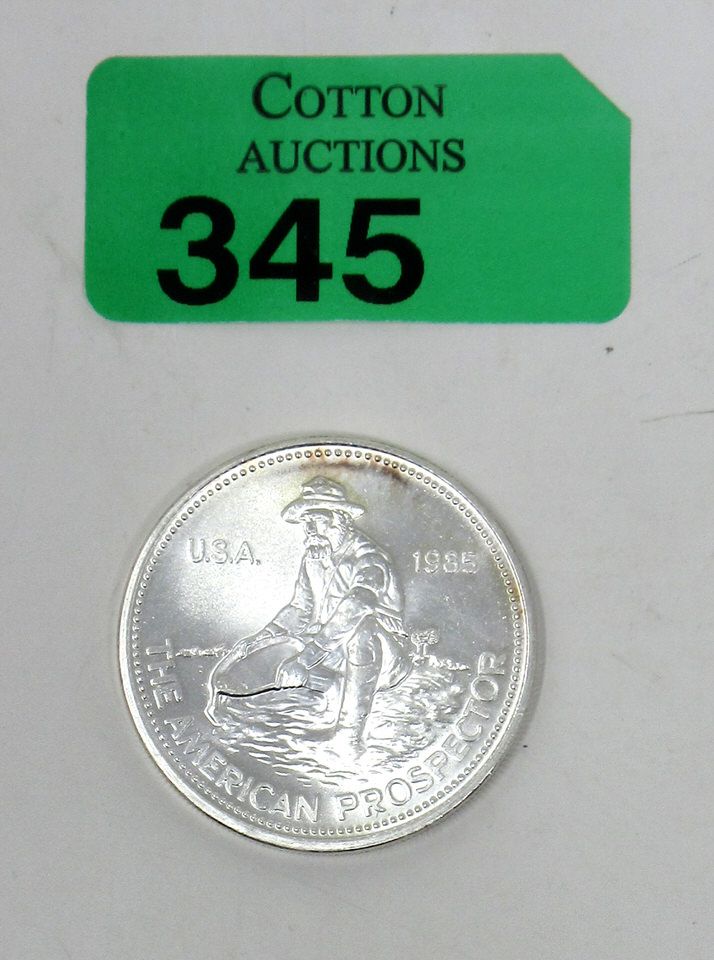 COTTON
AUCTIONS
345
U.S.A. 1985
THE AMERICAN PROSPECTOR